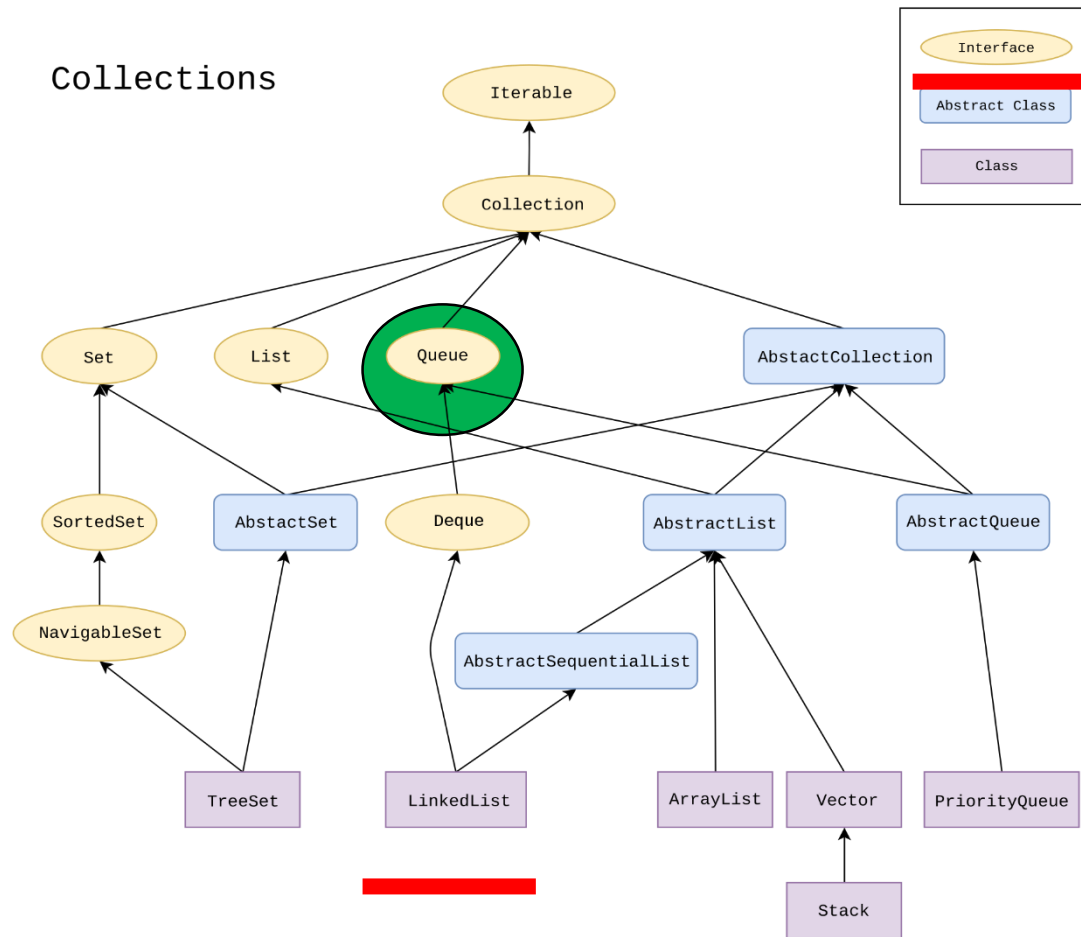 Collections
Interface
Abstract Class
Class
Iterable
Collection
Set
List
Queue
AbstactCollection
SortedSet
AbstactSet
Deque
AbstractList
AbstractQueue
NavigableSet
AbstractSequentialList
TreeSet
LinkedList
ArrayList
Vector
PriorityQueue
Stack